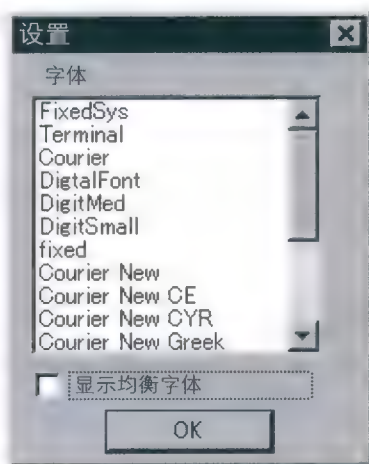 设置
字体
FixedSys
Terminal
Courier
DigtalFont
DigitMed
DigitSmall
fixed
Courier New
Courier New CE
Courier New CYR
Courier New Greek
显示均衡字体
OK